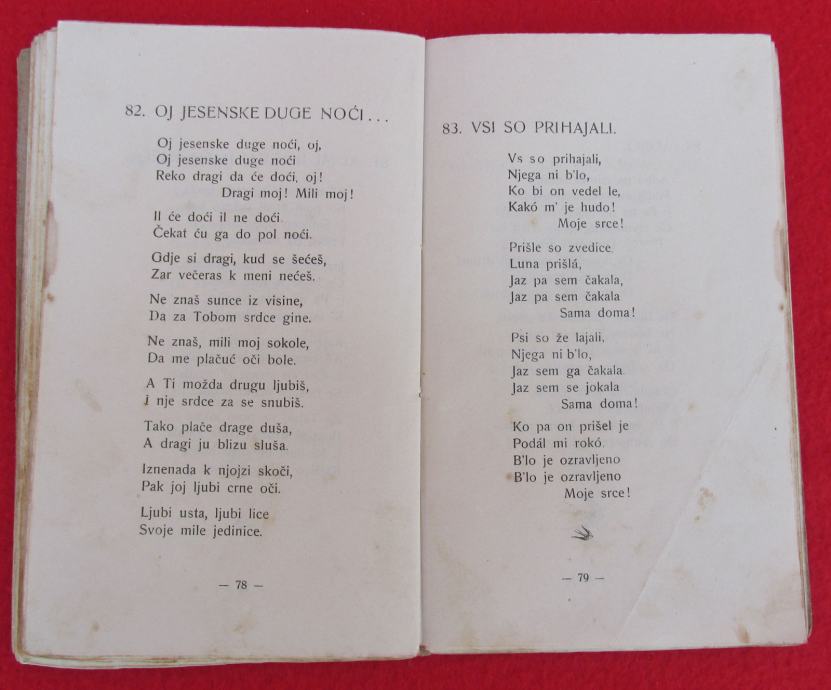 82. OJ JESENSKE DUGE NOĆI...
Oj jesenske duge noći, oj,
Oj jesenske duge noći
Reko dragi da će doći, oj!
Dragi moj! Mili moj!
Il će doći il ne doći
Čekat ću ga do pol noći.
Gdje si dragi, kud se šećeš,
Zar večeras k meni nećeš.
Ne znaš sunce iz visine,
Da za Tobom srdce gine.
Ne znaš, mili moj sokole,
Da me plačuć oči bole.
A Ti možda drugu ljubiš,
i nje srdce za se snubiš.
Tako plače drage duša,
A dragi ju blizu sluša.
Iznenada k njojzi skoči,
Pak joj ljubi crne oči.
Ljubi usta, ljubi lice
Svoje mile jedinice.
— 78 —
83. VSI SO PRIHAJALI.
Vs so prihajali,
Njega ni b'lo,
Ko bi on vedel le,
Kakó m' je hudo!
Moje srce!
Prišle so zvedice
Luna prišlá,
Jaz pa sem čakala,
Jaz pa sem čakala
Sama doma!
Psi so že lajali,
Njega ni b'lo,
Jaz sem ga čakala
Jaz sem se jokala
Sama doma!
Ko pa on prišel je
Podál mi rokó.
B'lo je ozravljeno
B'lo je ozravljeno
Moje srce!
— 79 —